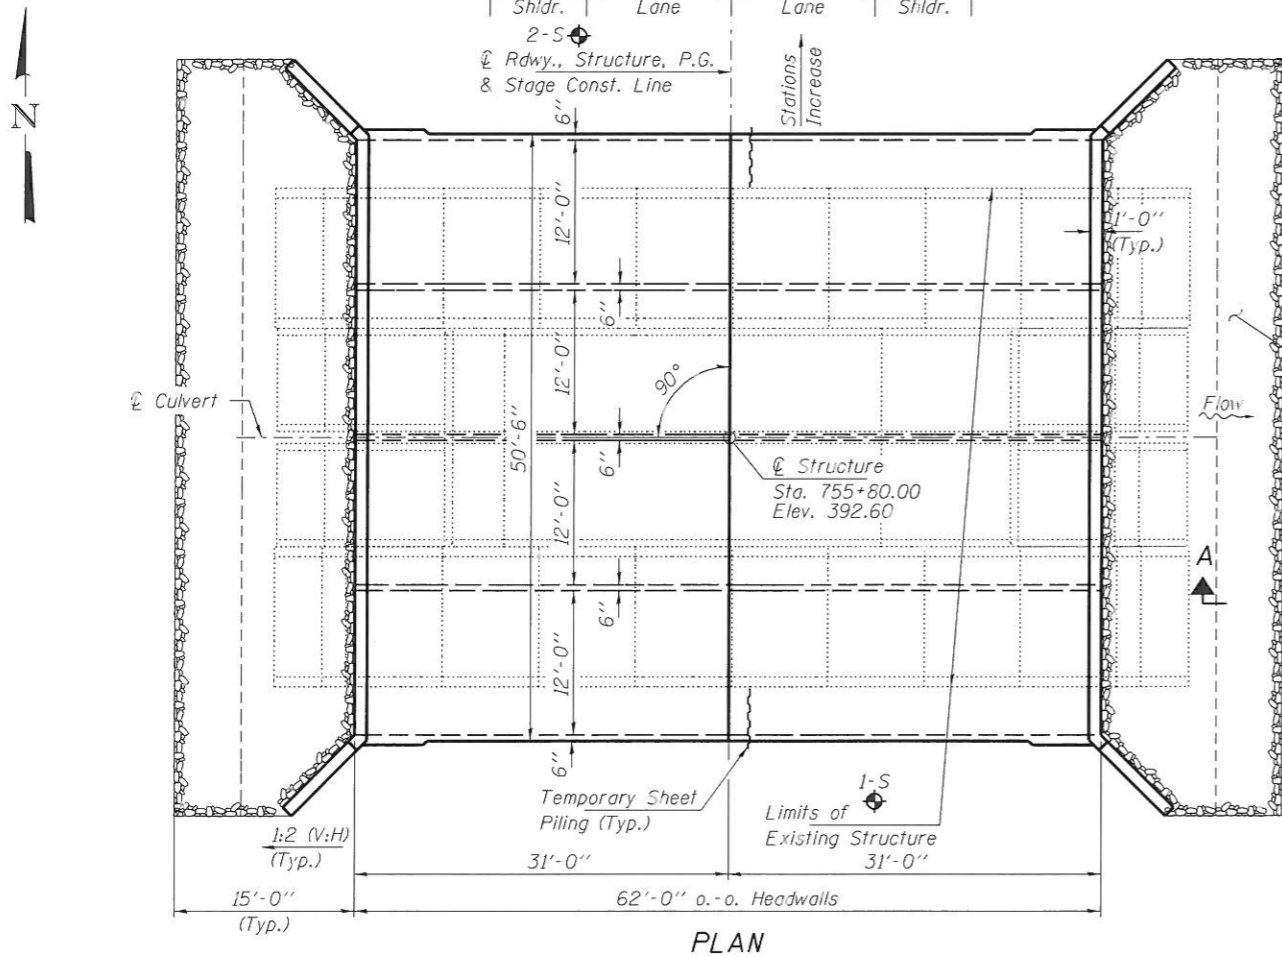 Shldr.
Lane
Lane
Shldr.
2-S
℄ Rdwy., Structure, P.G.
& Stage Const. Line
Stations
Increase
N
6"
12'-0"
1'-0"
(Typ.)
6"
12'-0"
90°
℄ Culvert
Flow
50'-6"
6"
℄ Structure
Sta. 755+80.00
Elev. 392.60
12'-0"
A
6"
12'-0"
6"
Temporary Sheet
Piling (Typ.)
1-S
Limits of
Existing Structure
1:2 (V:H)
(Typ.)
31'-0"
31'-0"
15'-0"
(Typ.)
62'-0" o.-o. Headwalls
PLAN